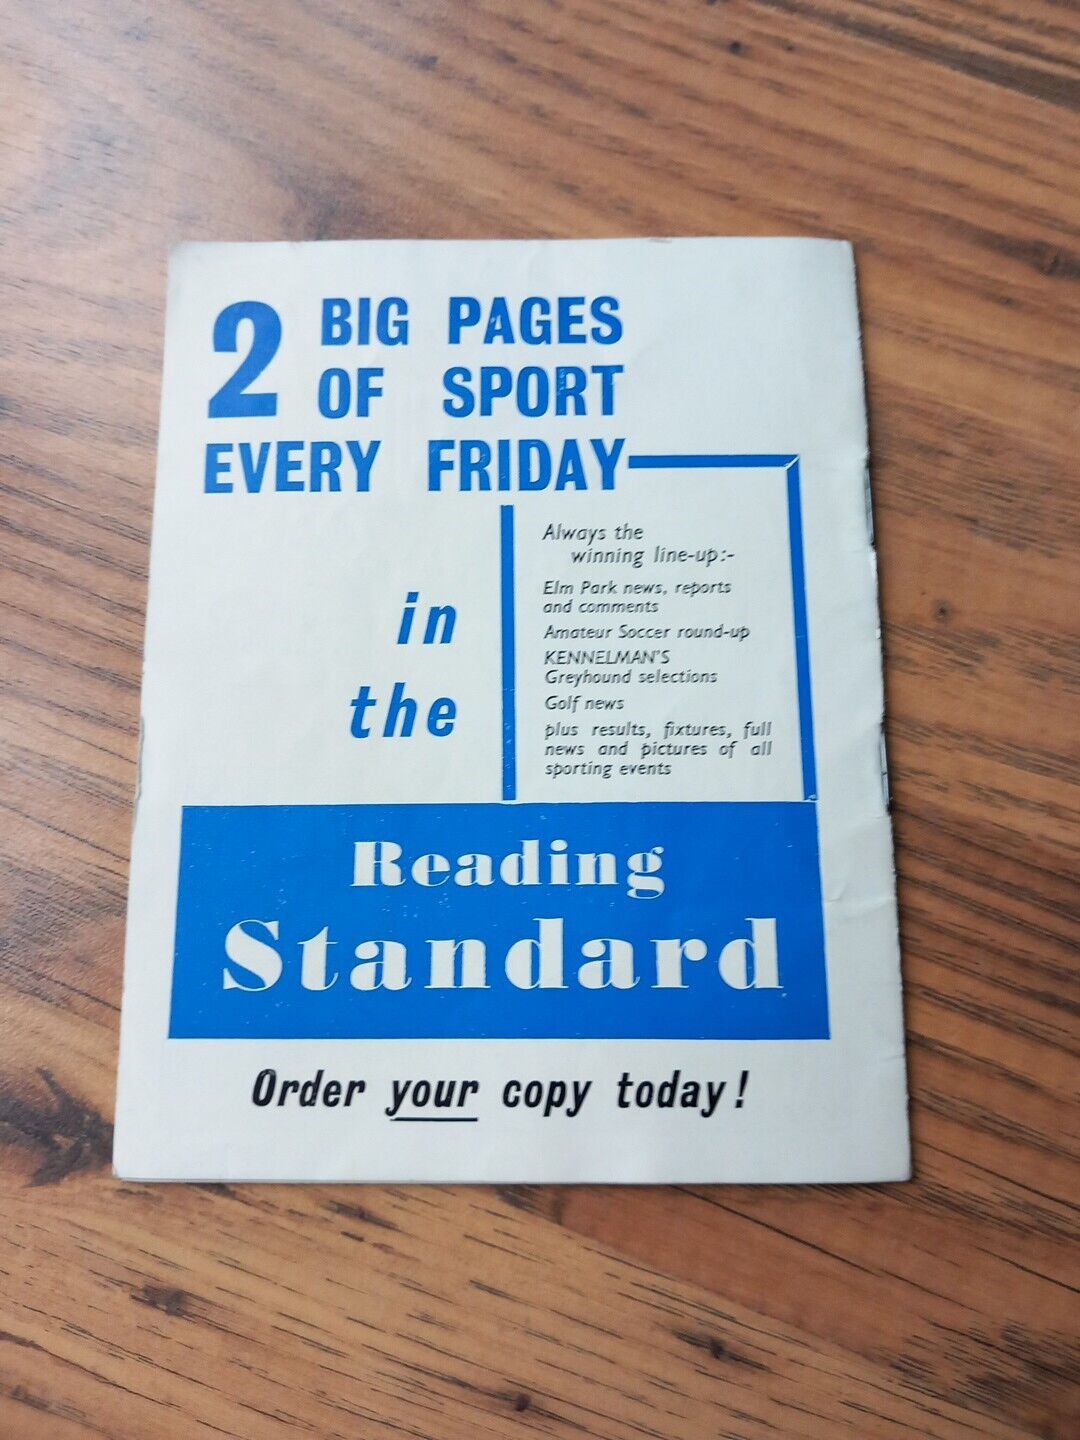 2 BIG PAGES
OF SPORT
EVERY FRIDAY
in
the
Always the
winning line-up:-
Elm Park news, reports
and comments
Amateur Soccer round-up
KENNELMAN'S
Greyhound selections
Golf news
plus results, fixtures, full
news and pictures of all
sporting events
Reading
Standard
Order your copy today!